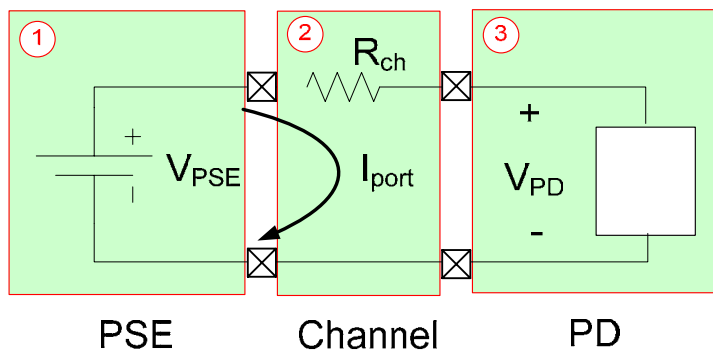 1
2
3
R_ch
+
V_PSE
-
I_port
+
V_PD
-
PSE
Channel
PD